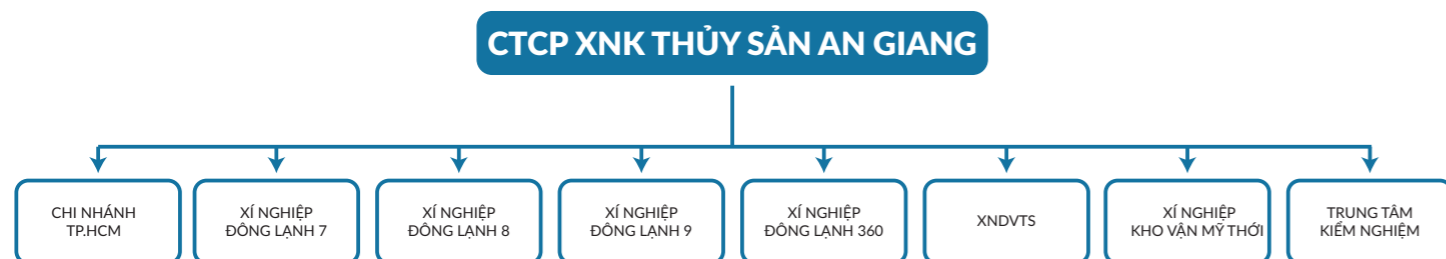 CTCP XNK THỦY SẢN AN GIANG
CHI NHÁNH
TP.HCM
XÍ NGHIỆP
ĐÔNG LẠNH 7
XÍ NGHIỆP
ĐÔNG LẠNH 8
XÍ NGHIỆP
ĐÔNG LẠNH 9
XÍ NGHIỆP
ĐÔNG LẠNH 360
XNDVTS
XÍ NGHIỆP
KHO VẬN MỸ THỚI
TRUNG TÂM
KIỂM NGHIỆM